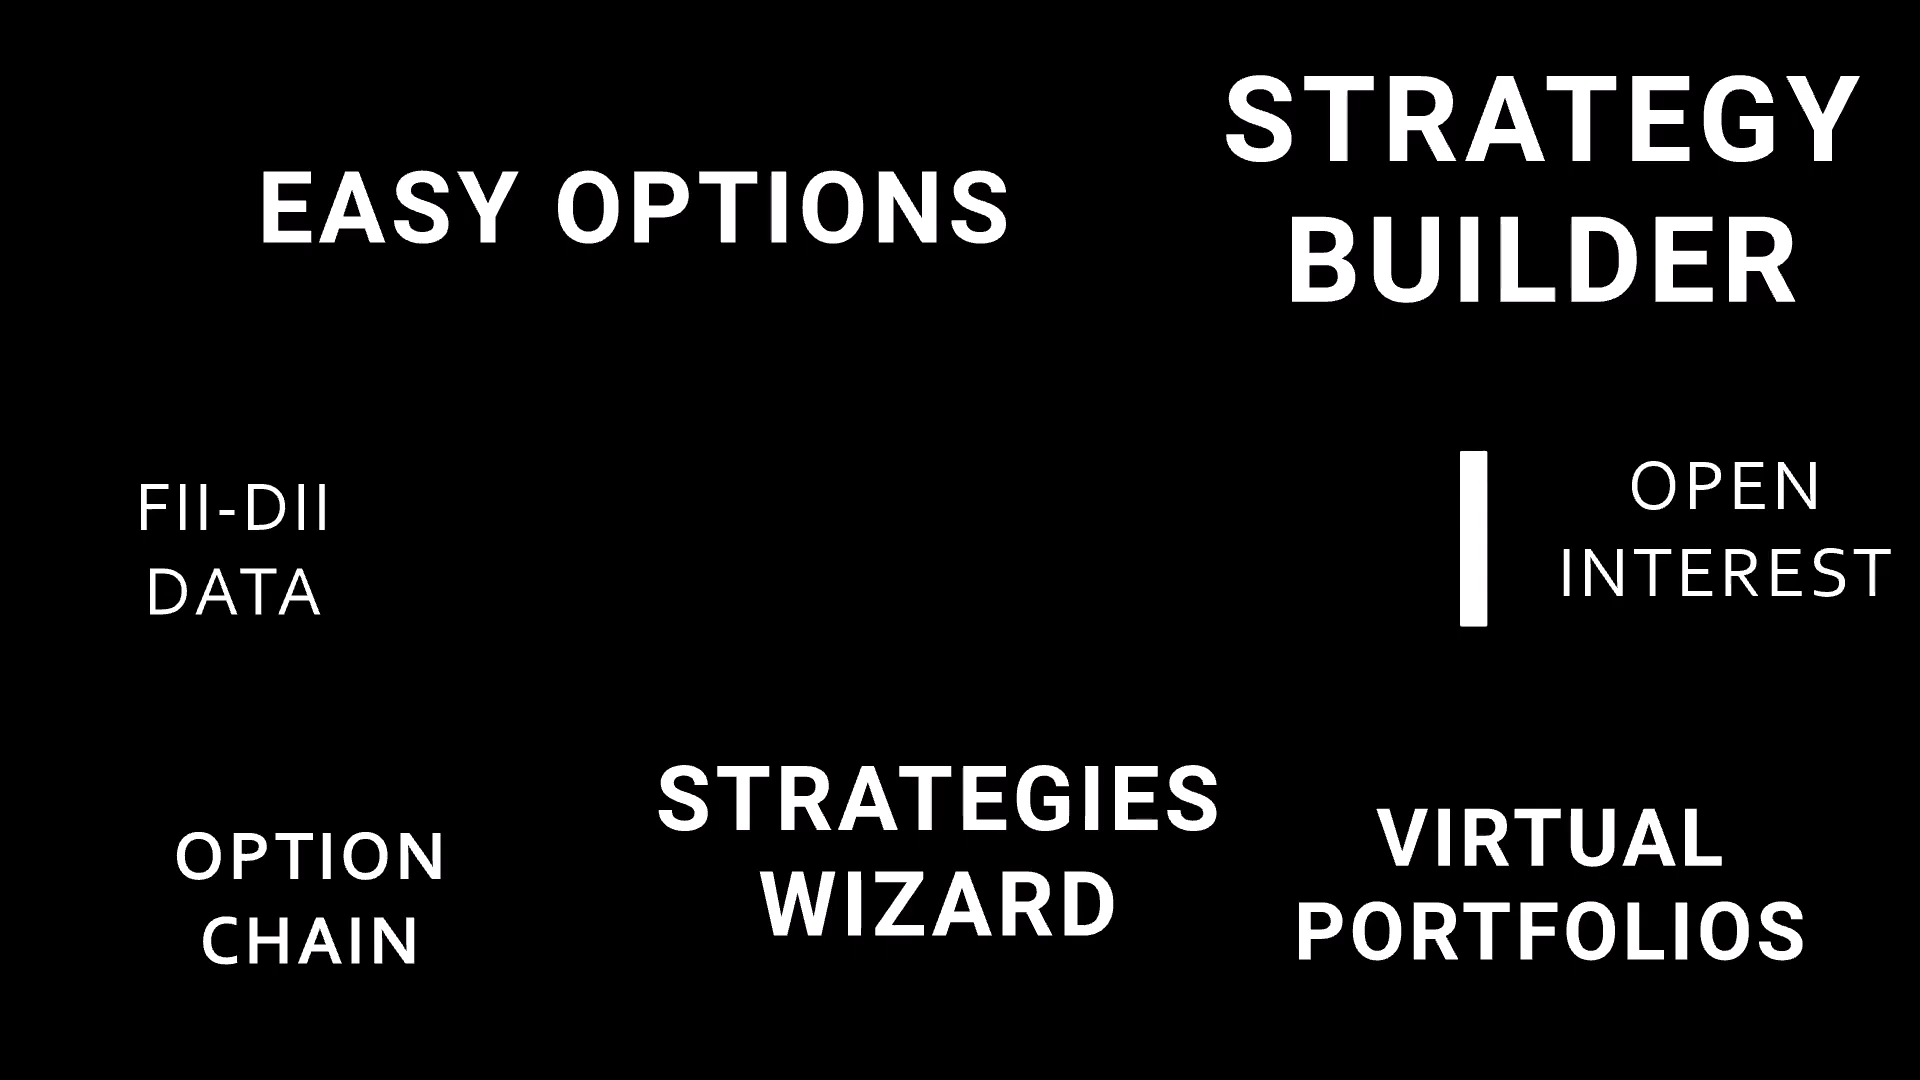 EASY OPTIONS
STRATEGY
BUILDER
FII-DII
DATA
OPEN
INTEREST
OPTION
CHAIN
STRATEGIES
WIZARD
VIRTUAL
PORTFOLIOS